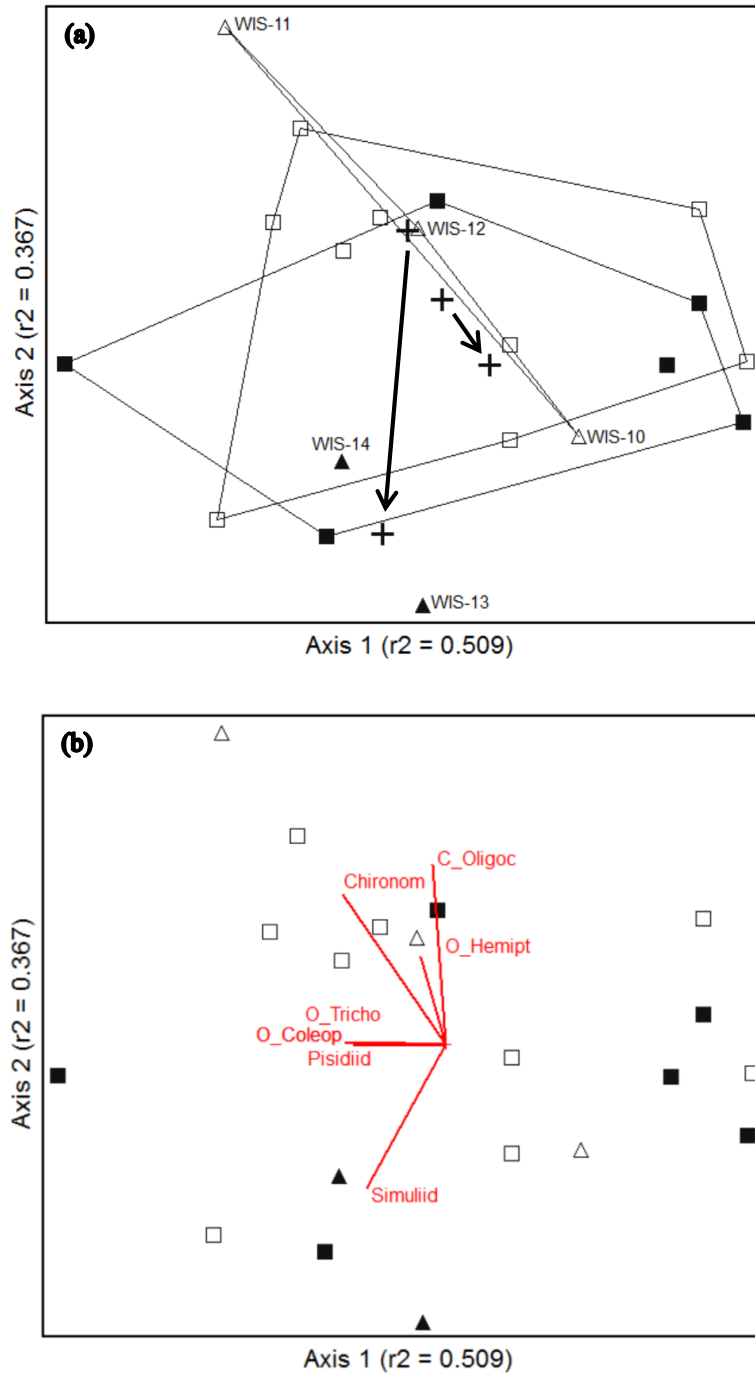 (a)
WIS-11
WIS-12
WIS-14
WIS-10
WIS-13
Axis 2 (r2 = 0.367)
Axis 1 (r2 = 0.509)
(b)
C_Oligoc
Chironom
O_Hemipt
O_Tricho
O_Coleop
Pisidiid
Simuliid
Axis 2 (r2 = 0.367)
Axis 1 (r2 = 0.509)